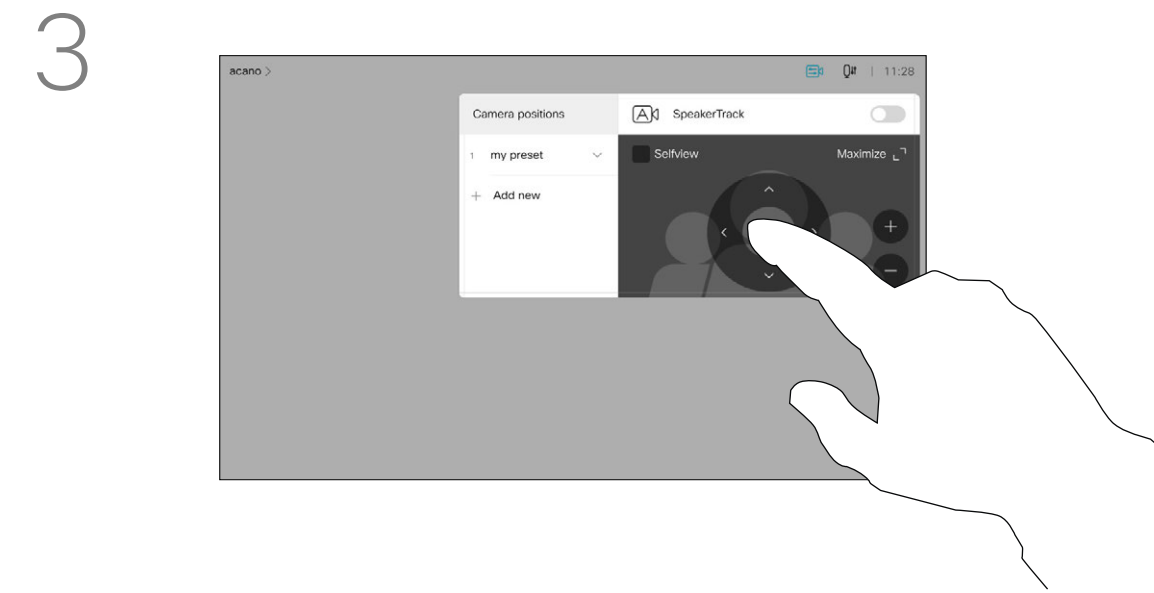 3
acano >
11:28
Camera positions
SpeakerTrack
1 my preset
Selfview
Maximize
+ Add new